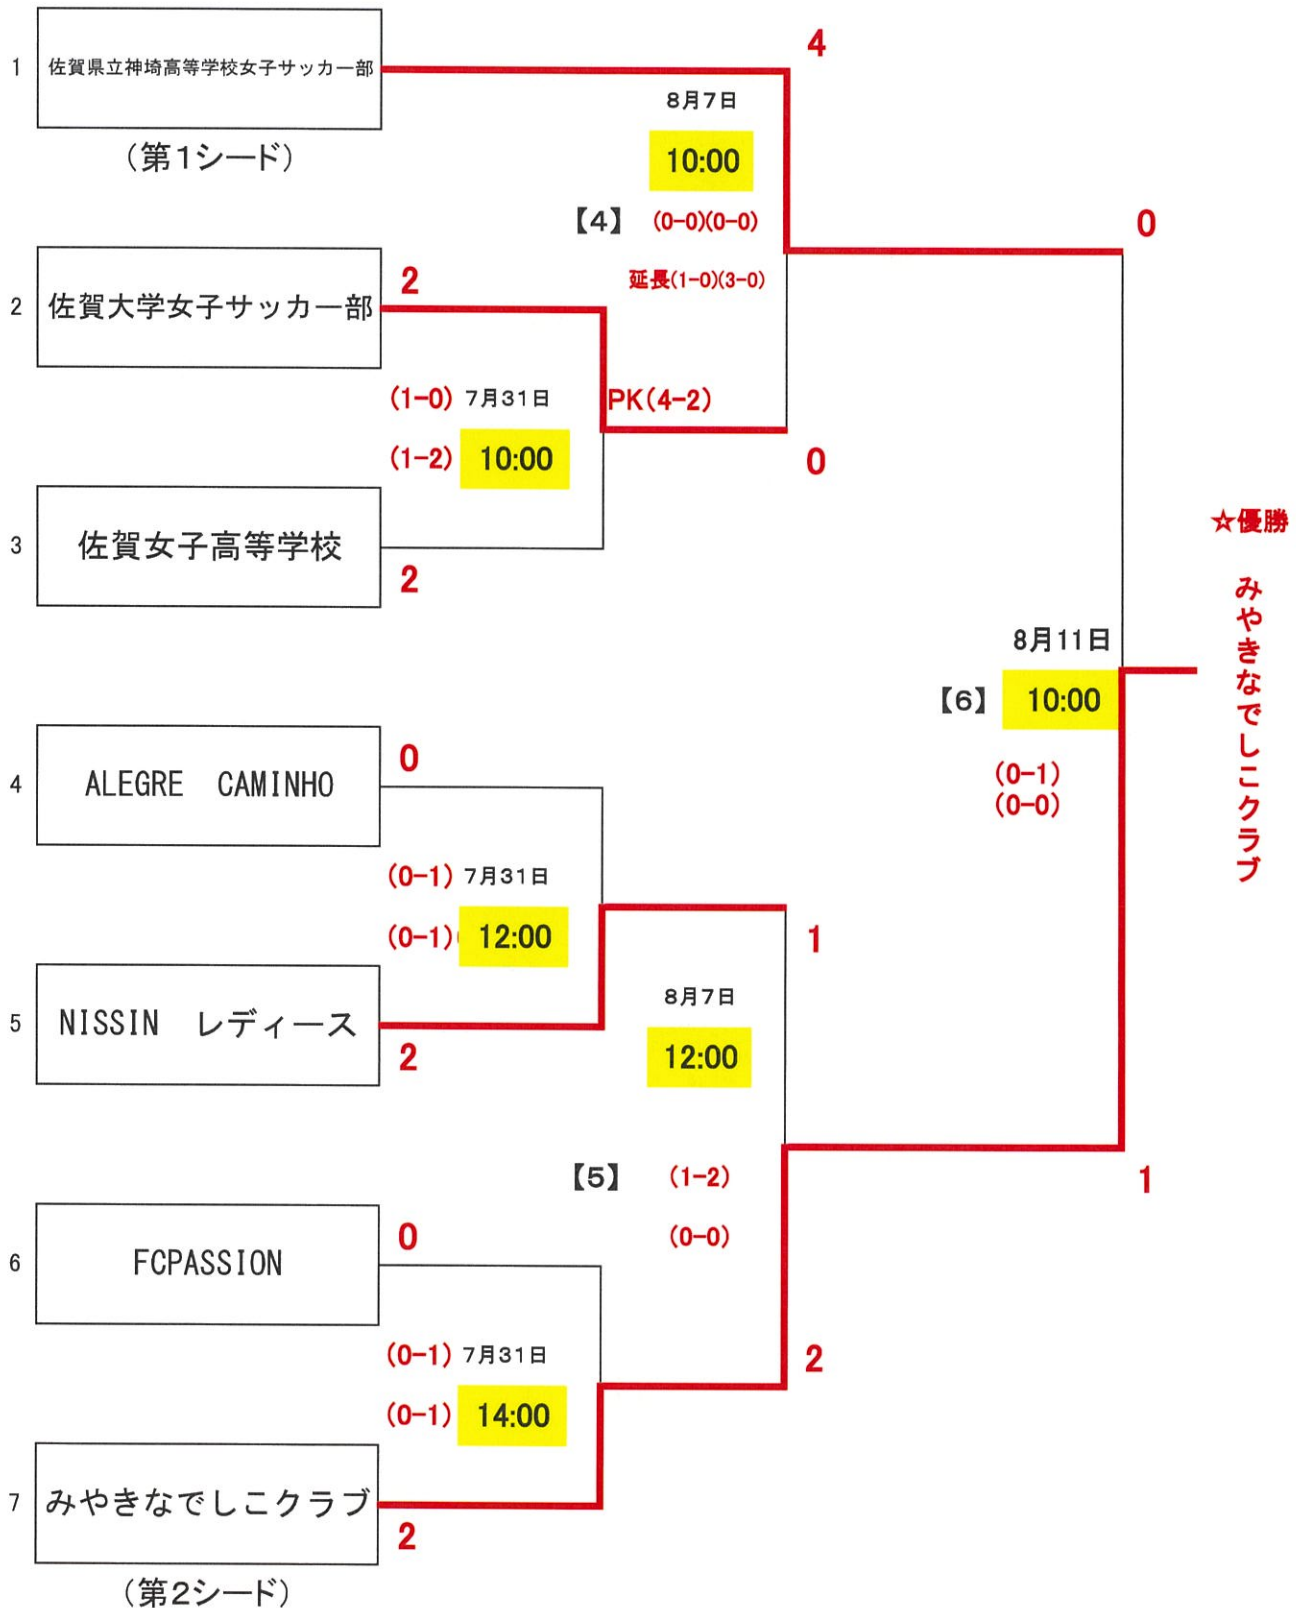 4
1 佐賀県立神埼高等学校女子サッカー部
8月7日
(第1シード)
10:00
【4】 (0-0)(0-0)
0
延長(1-0)(3-0)
2
2 佐賀大学女子サッカー部
(1-0) 7月31日 PK(4-2)
(1-2) 10:00
0
3 佐賀女子高等学校
2
☆優勝
みやきなでしこクラブ
8月11日
【6】 10:00
(0-1)
(0-0)
0
4 ALEGRE CAMINHO
(0-1) 7月31日
(0-1) 12:00
1
5 NISSIN レディース
2
8月7日
12:00
【5】 (1-2)
(0-0)
1
0
6 FCPASSION
(0-1) 7月31日
2
(0-1) 14:00
7 みやきなでしこクラブ
2
(第2シード)